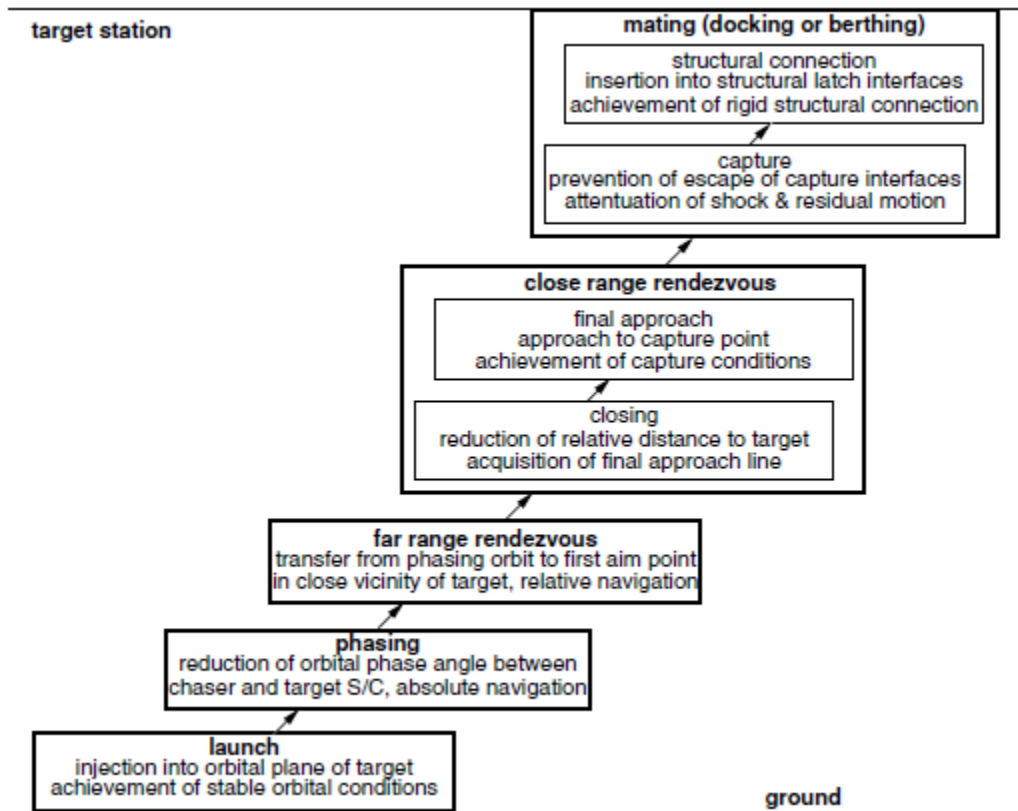 target station
mating (docking or berthing)
structural connection
insertion into structural latch interfaces
achievement of rigid structural connection
capture
prevention of escape of capture interfaces
attentuation of shock & residual motion
close range rendezvous
final approach
approach to capture point
achievement of capture conditions
closing
reduction of relative distance to target
acquisition of final approach line
far range rendezvous
transfer from phasing orbit to first aim point
in close vicinity of target, relative navigation
phasing
reduction of orbital phase angle between
chaser and target S/C, absolute navigation
launch
injection into orbital plane of target
achievement of stable orbital conditions
ground